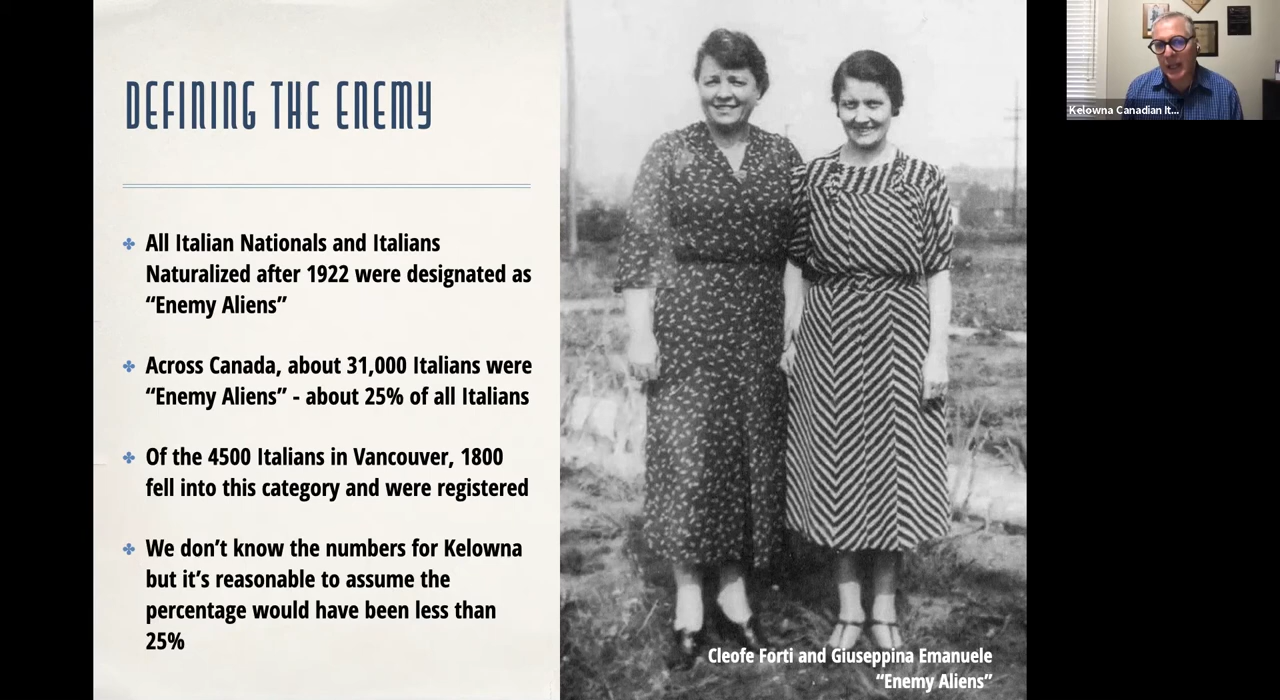 DEFINING THE ENEMY
All Italian Nationals and Italians
Naturalized after 1922 were designated as
“Enemy Aliens”
Across Canada, about 31,000 Italians were
“Enemy Aliens” - about 25% of all Italians
Of the 4500 Italians in Vancouver, 1800
fell into this category and were registered
We don’t know the numbers for Kelowna
but it’s reasonable to assume the
percentage would have been less than
25%
Cleofe Forti and Giuseppina Emanuele
“Enemy Aliens”
Kelowna Canadian It...